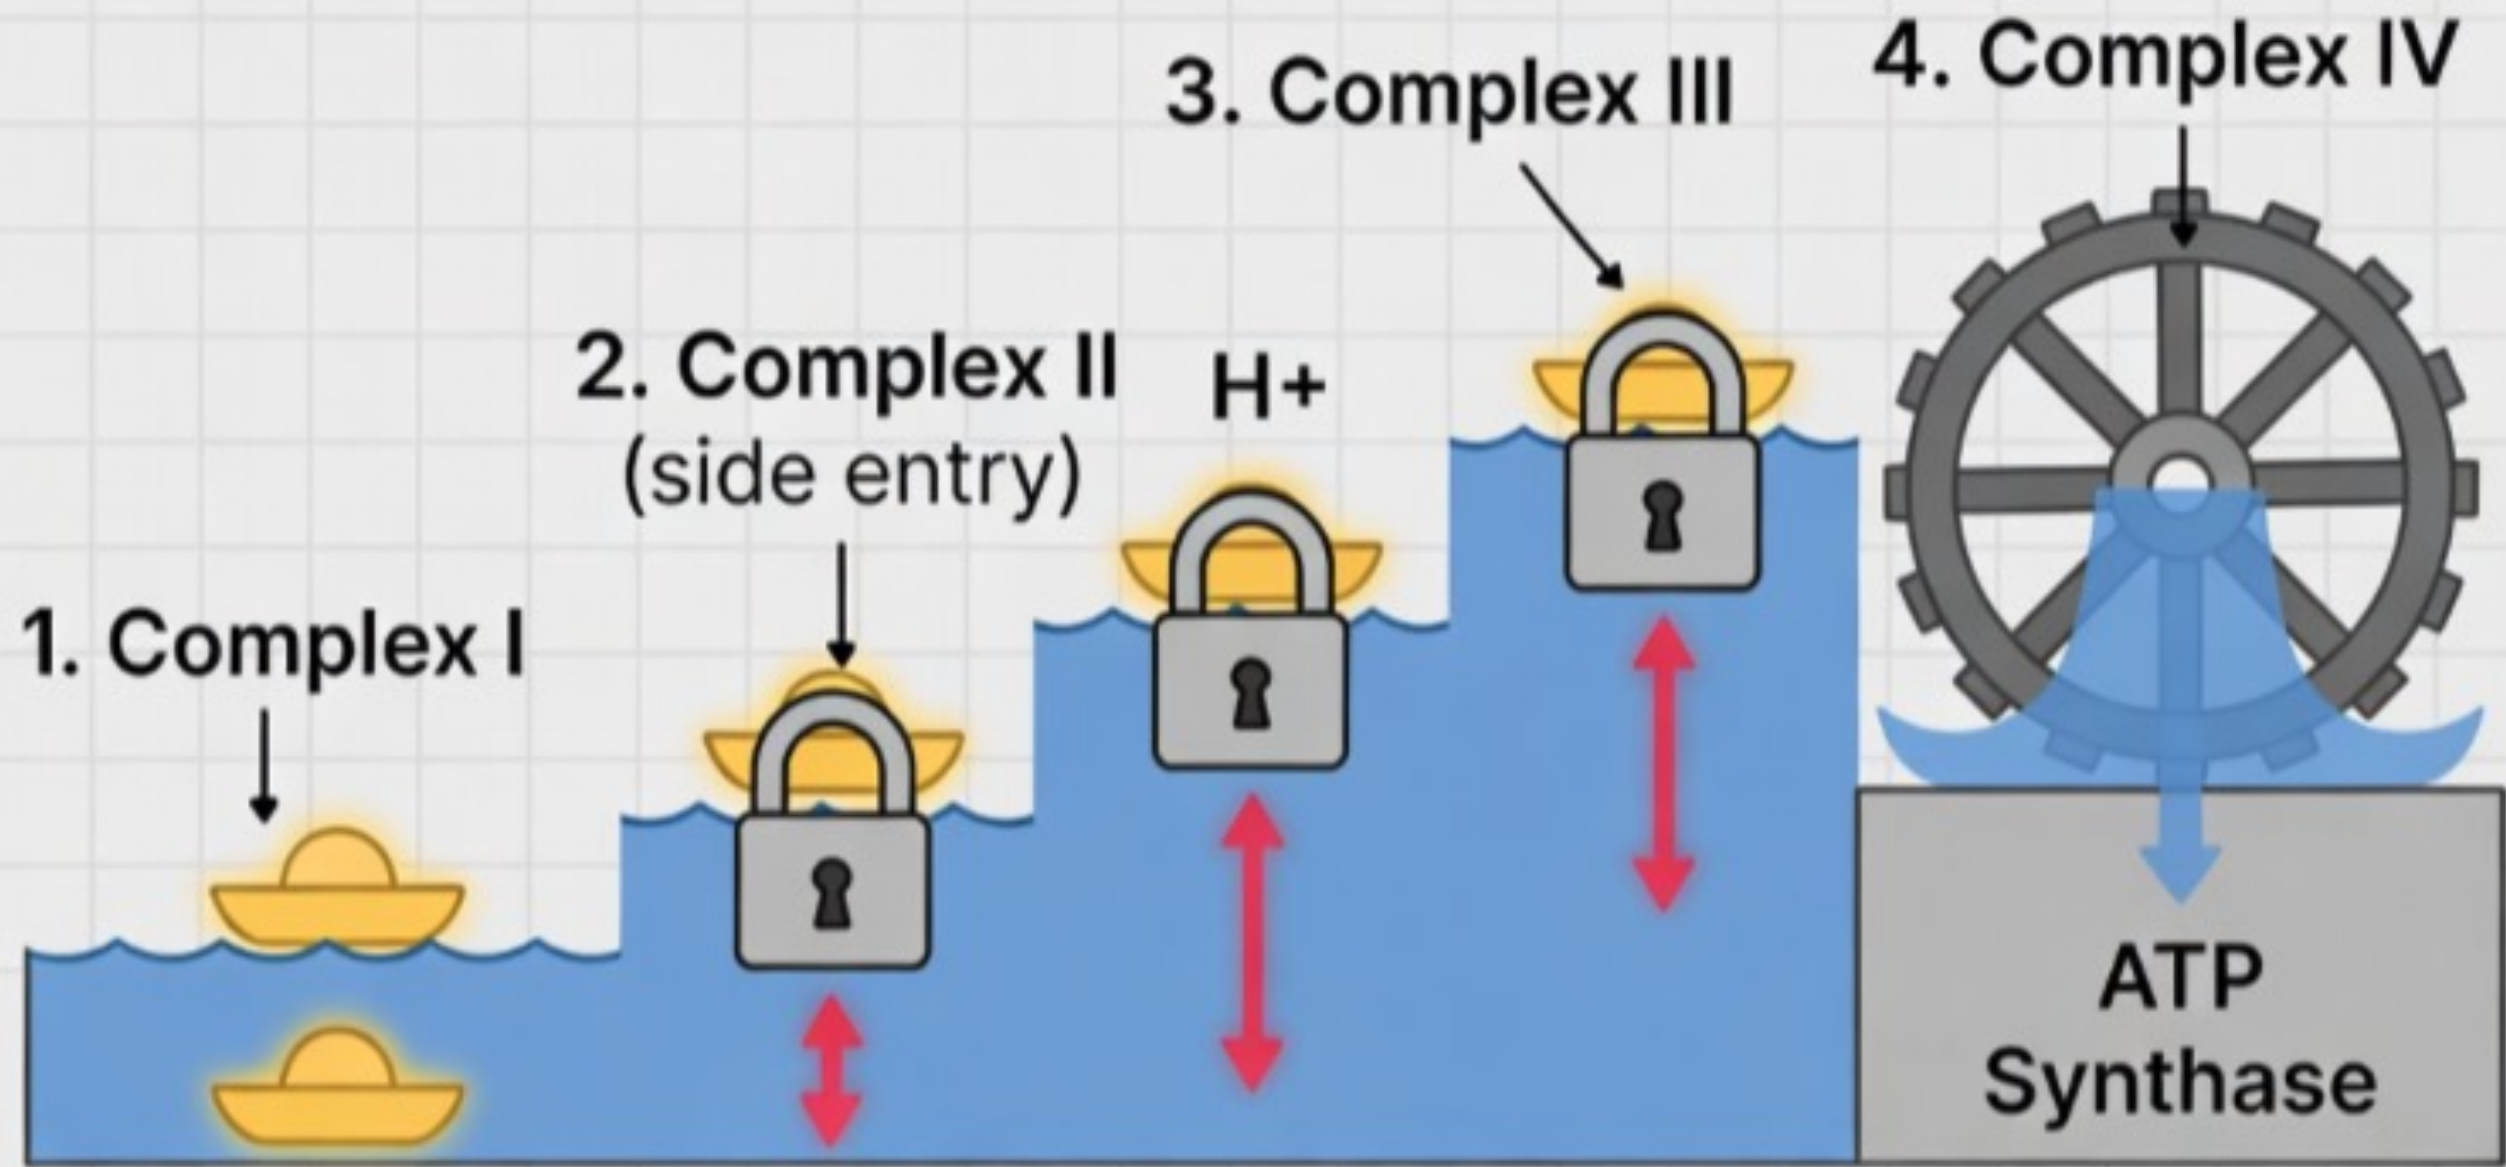 1. Complex I
2. Complex II
(side entry)
H+
3. Complex III
4. Complex IV
ATP
Synthase